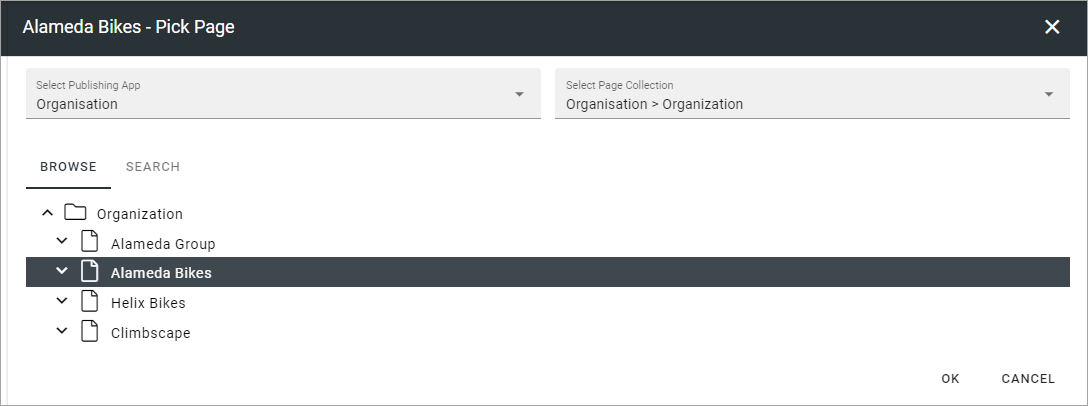 Alameda Bikes - Pick Page
Select Publishing App
Organisation
Select Page Collection
Organisation > Organization
BROWSE
SEARCH
Organization
Alameda Group
Alameda Bikes
Helix Bikes
Climbscape
OK
CANCEL